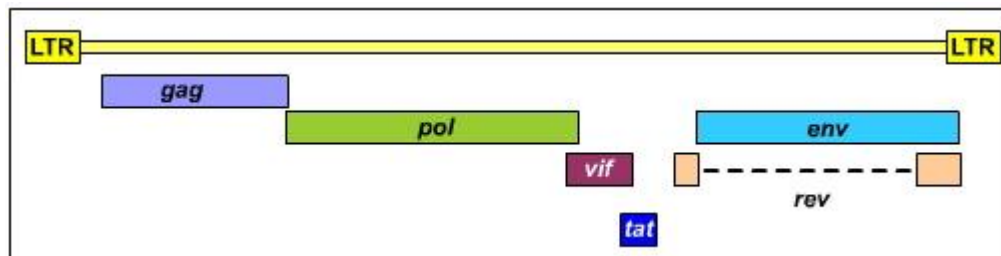 LTR LTR
gag
pol env
vif
rev
tat